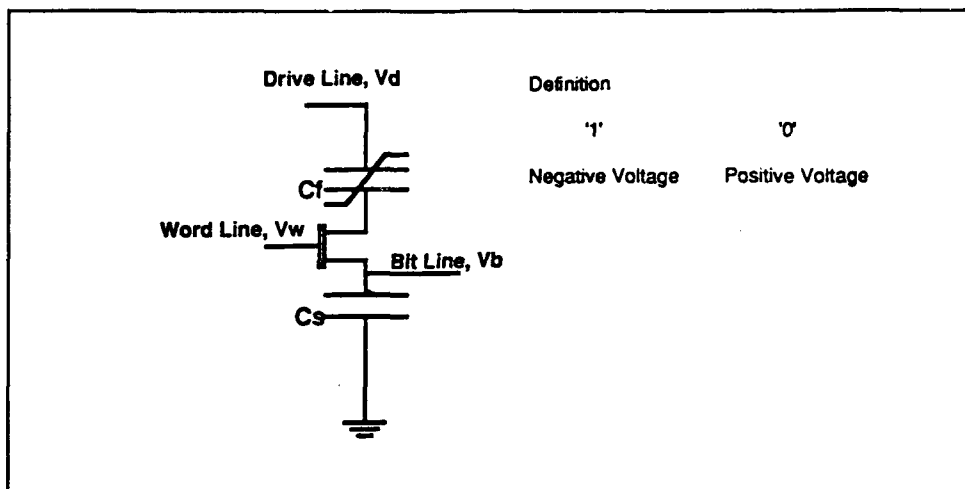 Drive Line, Vd
Definition
'1' '0'
Negative Voltage Positive Voltage
Cf
Word Line, Vw
Bit Line, Vb
Cs